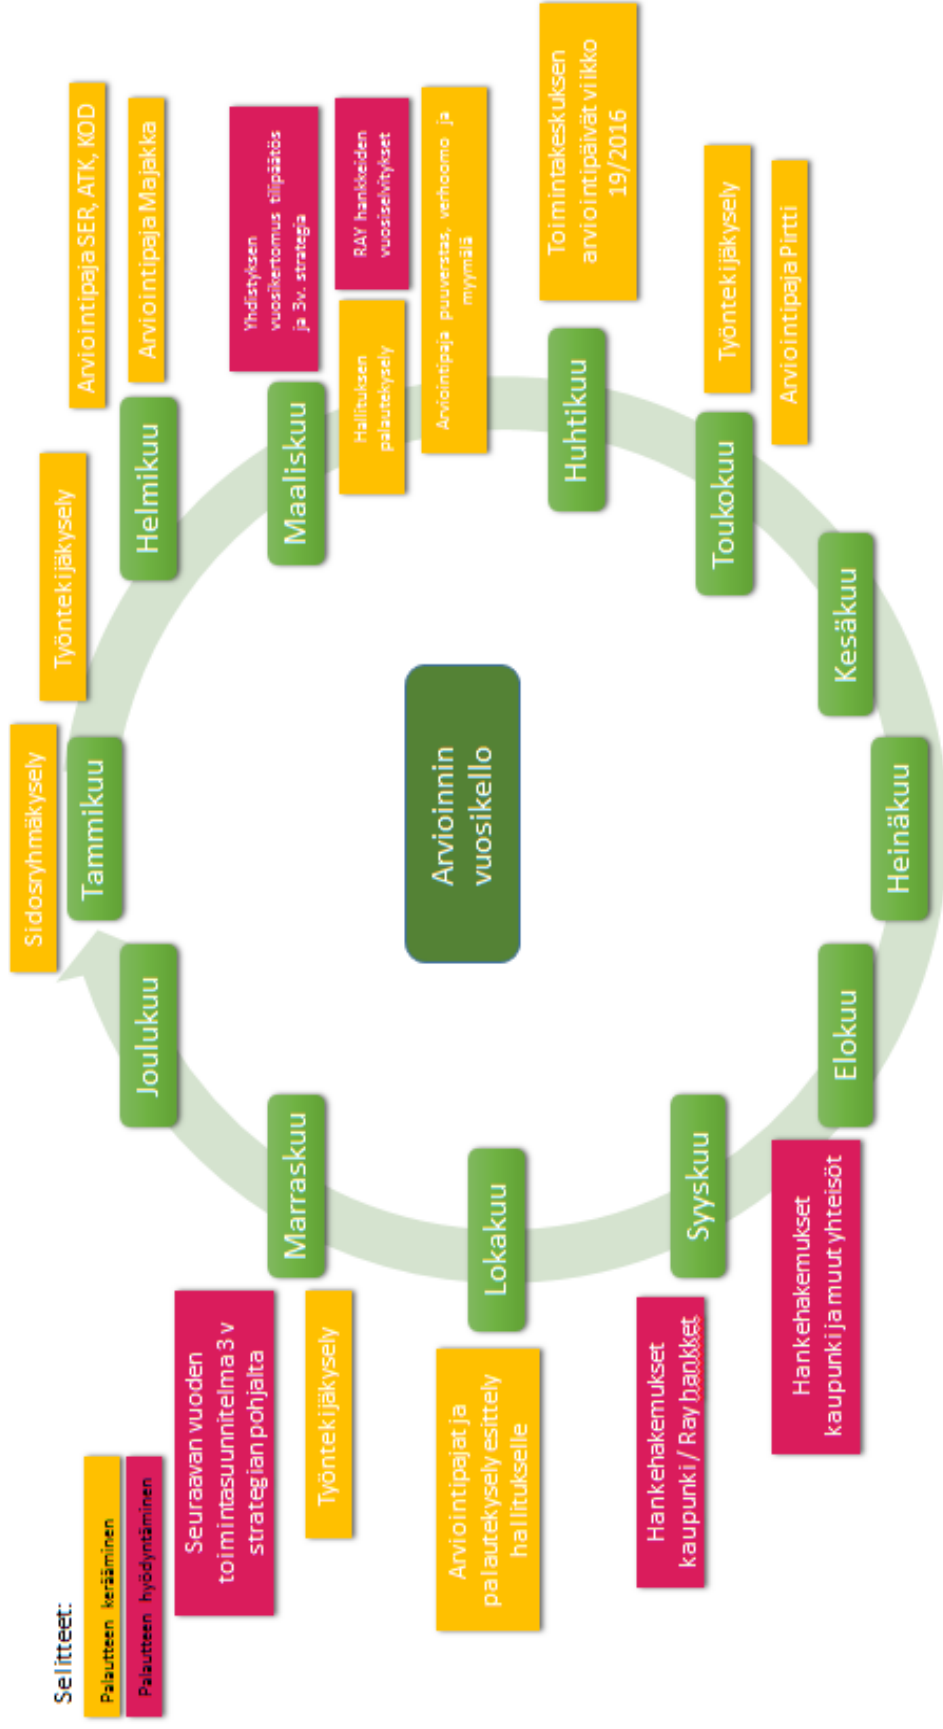 Selitteet:
Palautteen kerääminen
Palautteen hyödyntäminen
Arvioinnin
vuosikello
Sidosryhmäkysely
Tammikuu
Työntekijäkysely
Helmikuu
Arviointipaja SER, ATK, KOD
Arviointipaja Majakka
Maaliskuu
Yhdistyksen
vuosikertomus tilipäätös
ja 3v. strategia
RAY hankkeiden
vuosiselvitykset
Hallituksen
palautekysely
Arviointipaja puuverstas, verhoomo ja
myymälä
Huhtikuu
Toimintakeskuksen
arviointipäivät viikko
19/2016
Toukokuu
Työntekijäkysely
Arviointipaja Pirtti
Kesäkuu
Heinäkuu
Elokuu
Hankehakemukset
kaupunki ja muut yhteisöt
Syyskuu
Hankehakemukset
kaupunki / Ray hankket
Lokakuu
Arviointipajat ja
palautekysely esittely
hallitukselle
Marraskuu
Seuraavan vuoden
toimintasuunnitelma 3 v
strategian pohjalta
Työntekijäkysely
Joulukuu